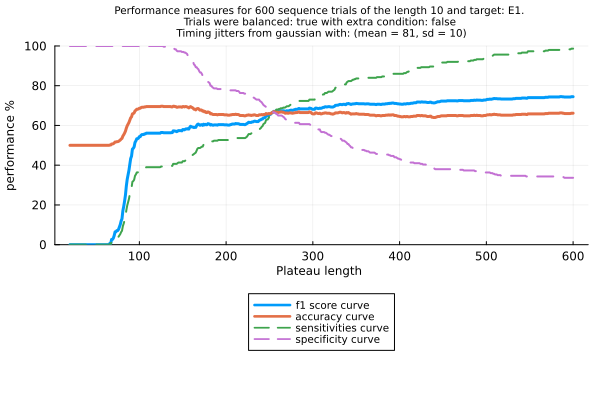 Performance measures for 600 sequence trials of the length 10 and target: E1.
Trials were balanced: true with extra condition: false
Timing jitters from gaussian with: (mean = 81, sd = 10)
100
80
60
40
20
0
performance %
100 200 300 400 500 600
Plateau length
f1 score curve
accuracy curve
sensitivities curve
specificity curve